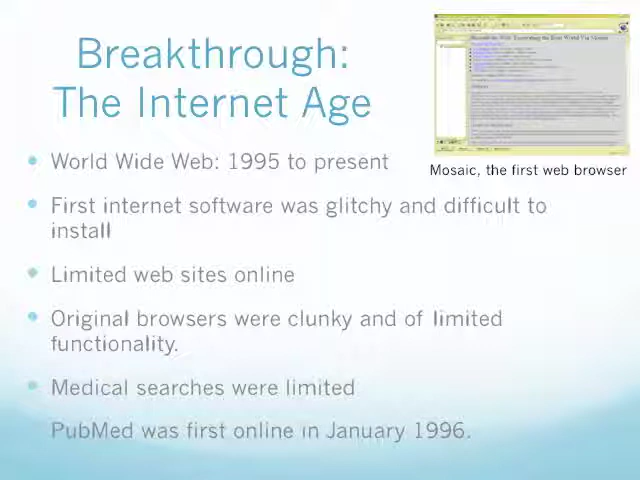 Breakthrough:
The Internet Age
Mosaic, the first web browser
World Wide Web: 1995 to present
First internet software was glitchy and difficult to
install
Limited web sites online
Original browsers were clunky and of limited
functionality.
Medical searches were limited
PubMed was first online in January 1996.